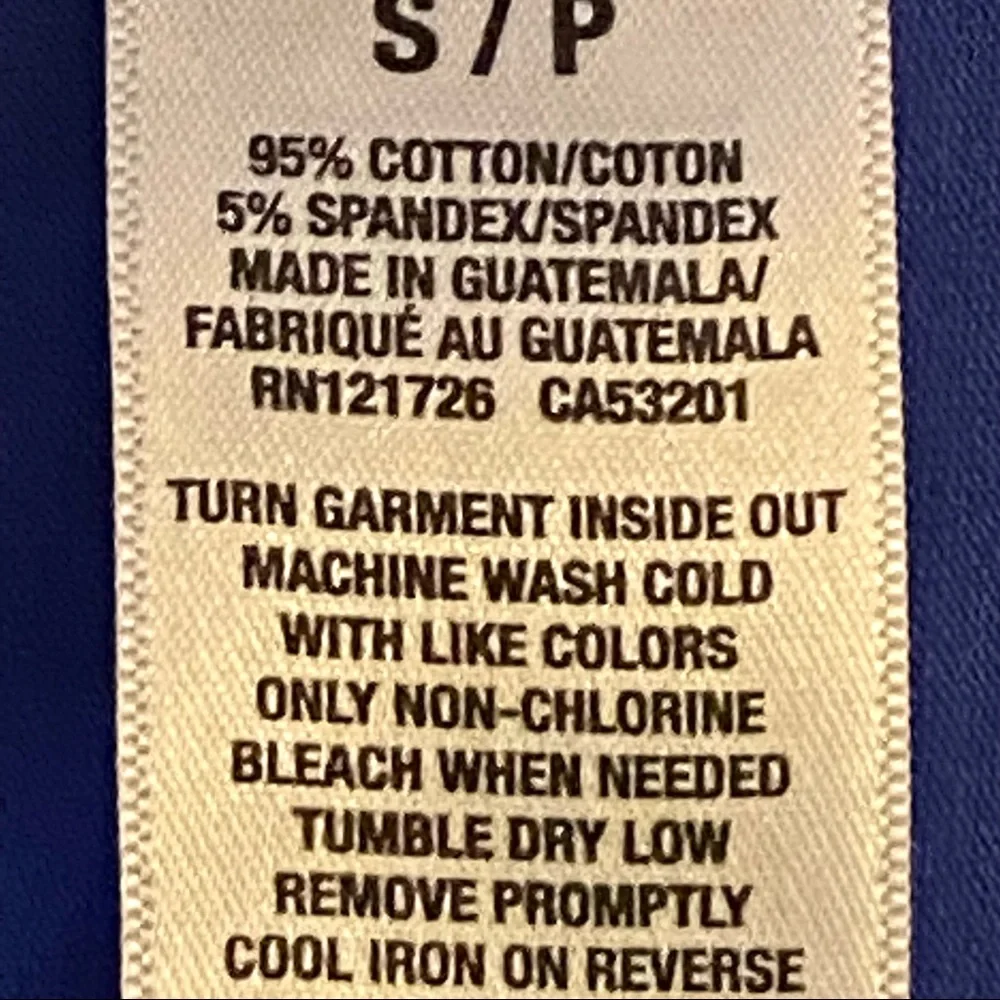 S / P
95% COTTON/COTON
5% SPANDEX/SPANDEX
MADE IN GUATEMALA/
FABRIQUÉ AU GUATEMALA
RN121726 CA53201
TURN GARMENT INSIDE OUT
MACHINE WASH COLD
WITH LIKE COLORS
ONLY NON-CHLORINE
BLEACH WHEN NEEDED
TUMBLE DRY LOW
REMOVE PROMPTLY
COOL IRON ON REVERSE